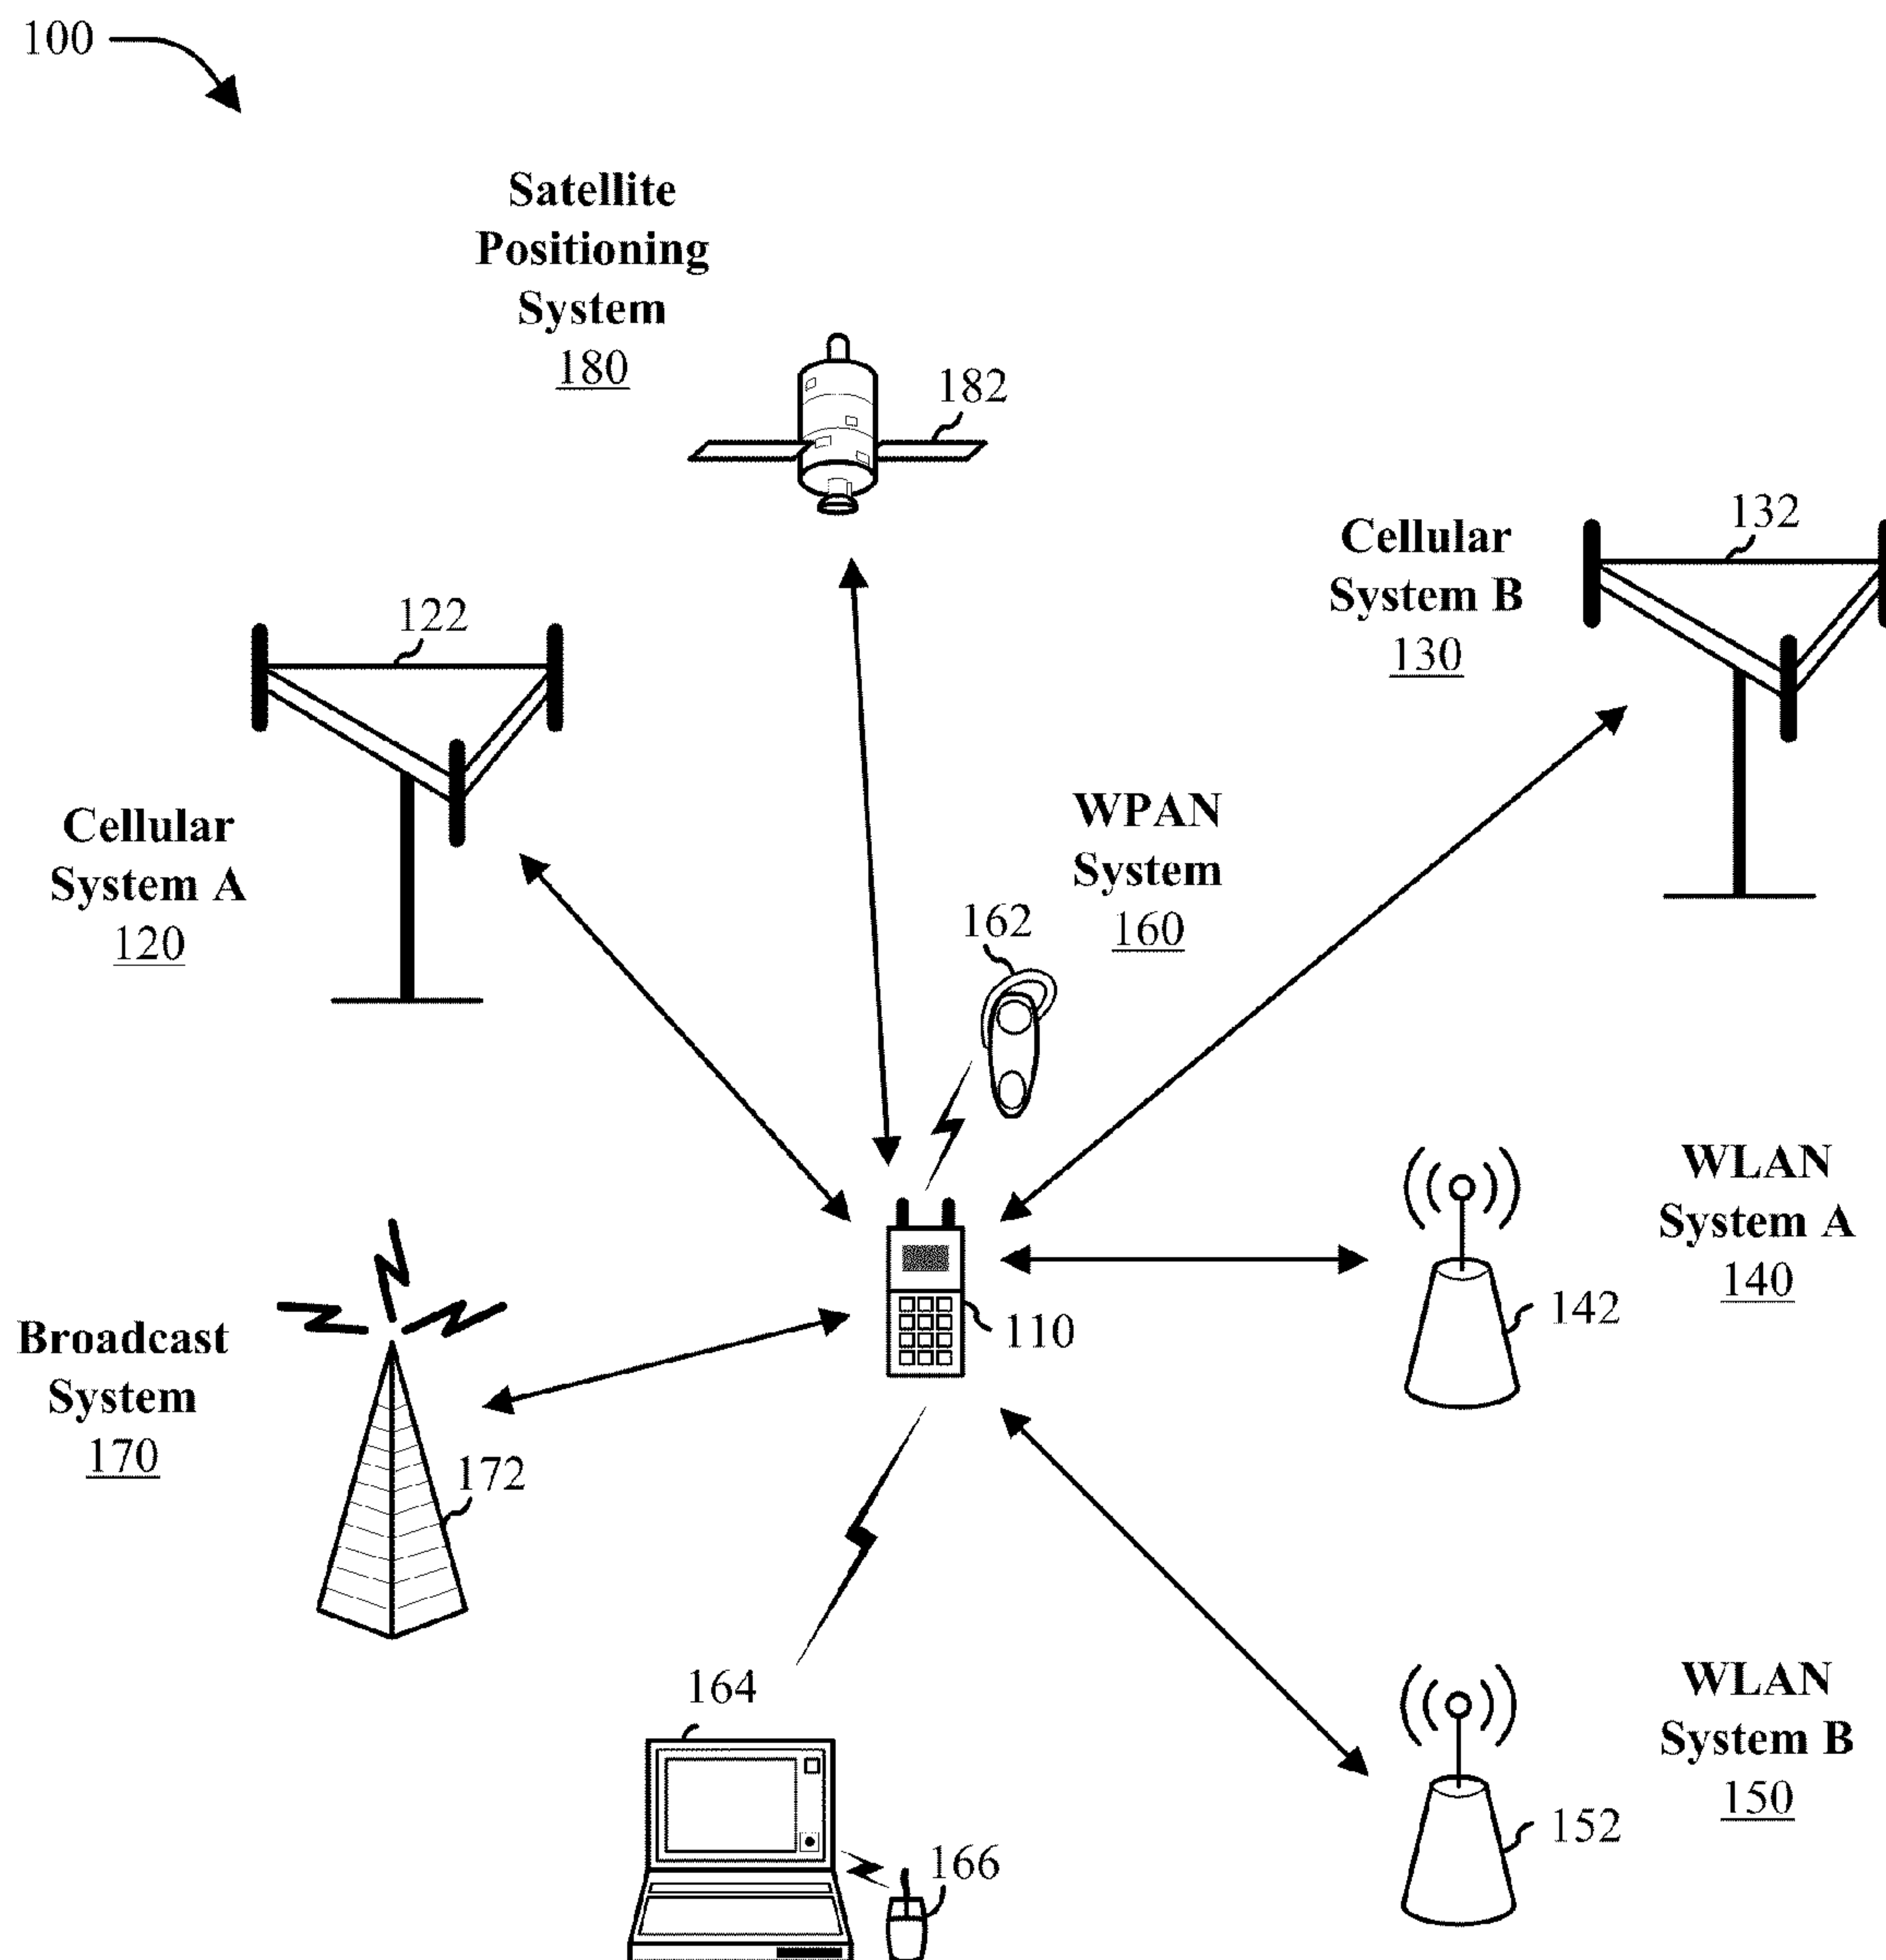 100
Satellite
Positioning
System
180
182
132
Cellular
System B
130
122
Cellular
System A
120
WPAN
System
160
162
WLAN
System A
140
142
110
Broadcast
System
170
172
164
166
WLAN
System B
150
152